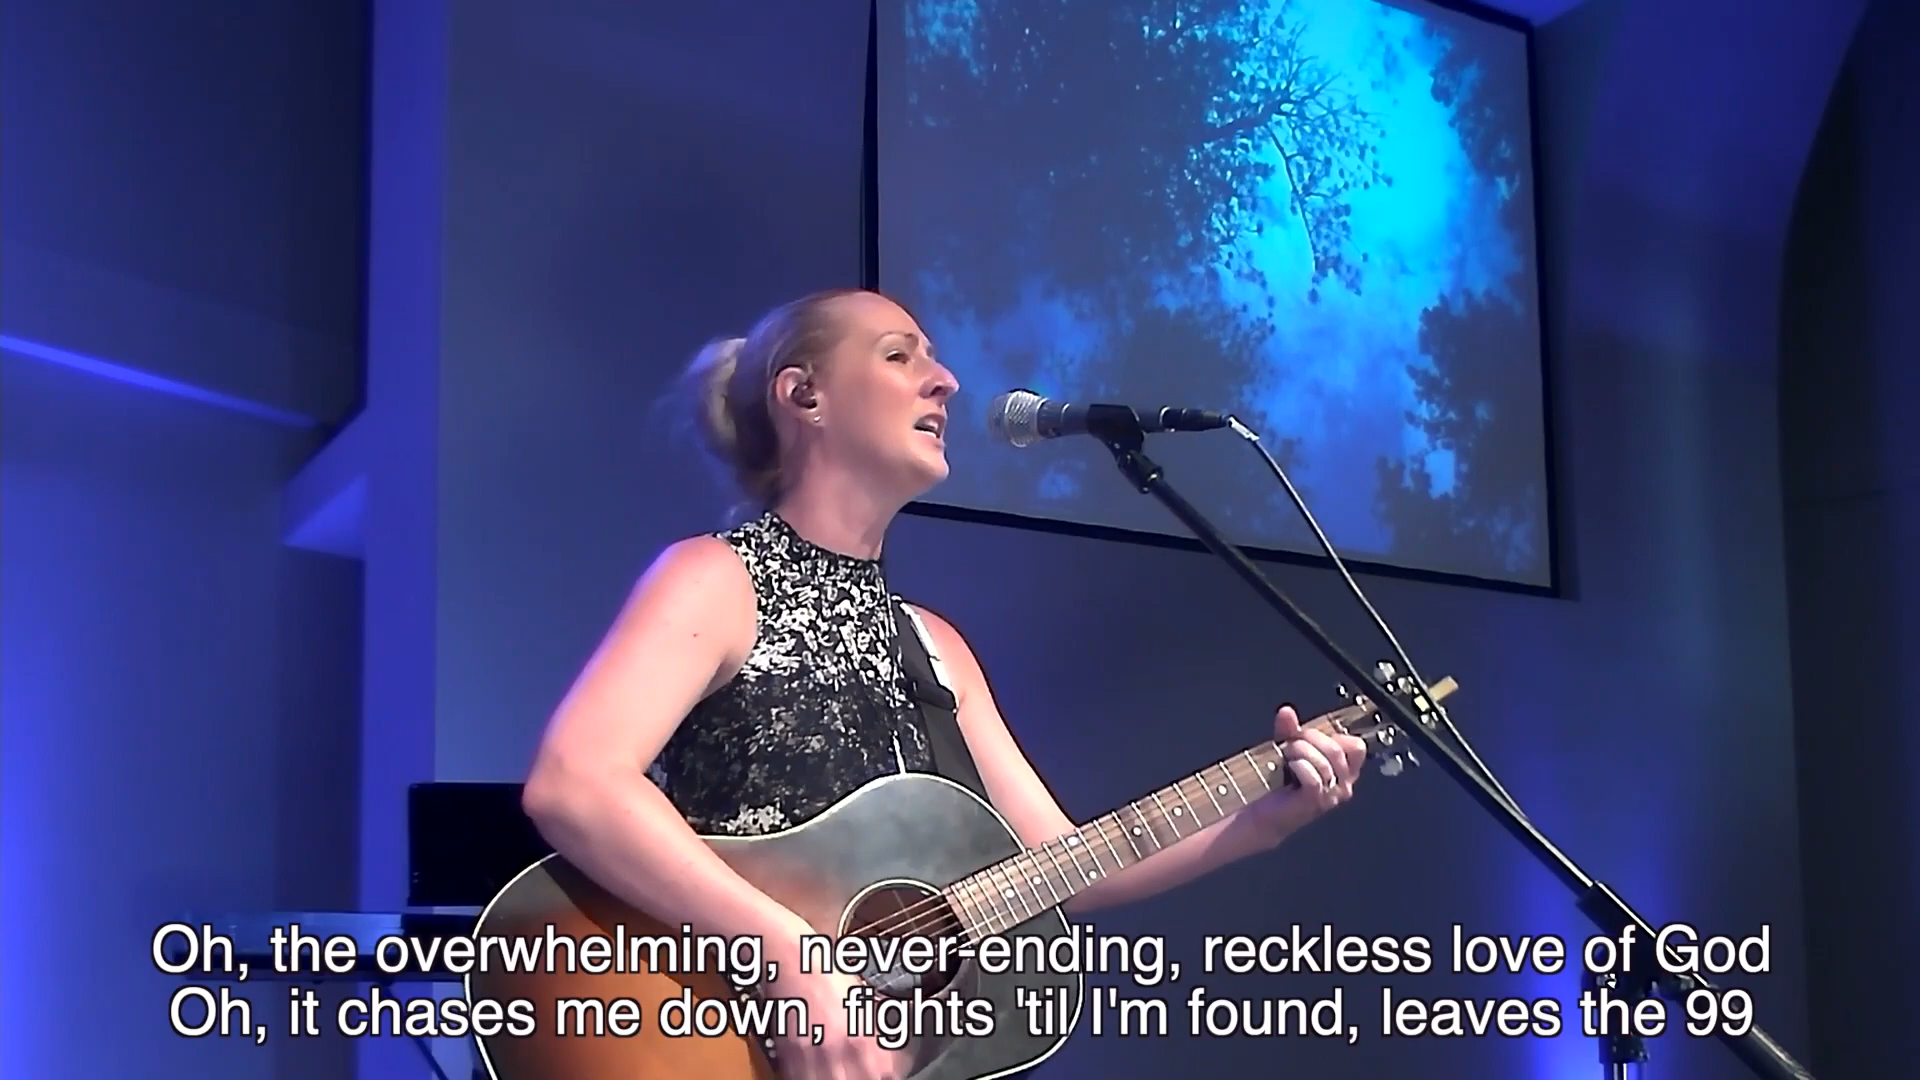 Oh, the overwhelming, never-ending, reckless love of God
Oh, it chases me down, fights 'til I'm found, leaves the 99